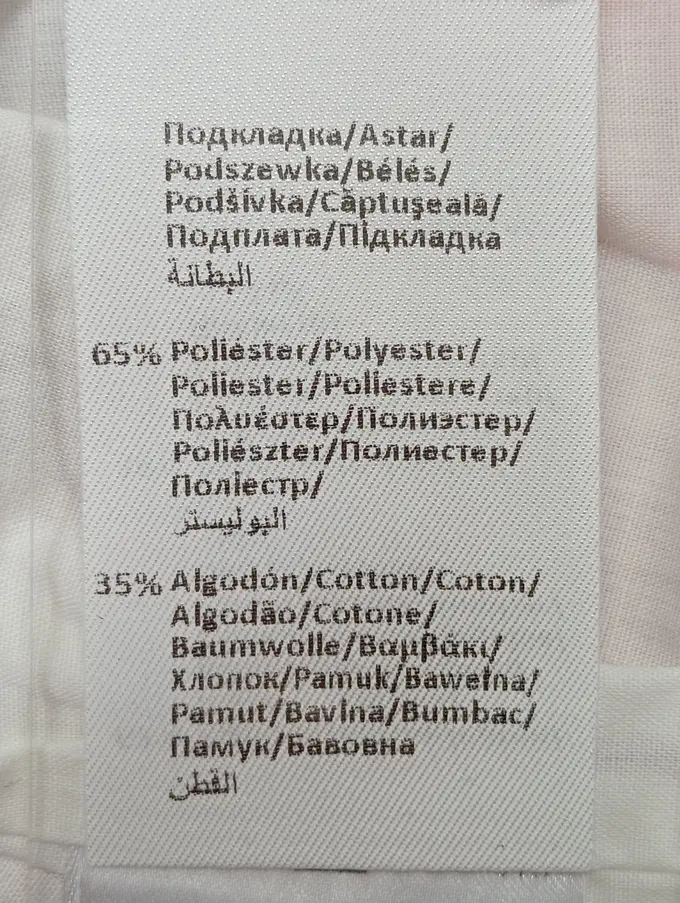 Подкладка/Astar/
Podszewka/Bélés/
Podšívka/Căptuşeală/
Подплата/Підкладка
البطانة
65% Poliéster/Polyester/
Poliester/Poliestere/
Πολυέστερ/Полиэстер/
Poliészter/Полиестер/
Поліестр/
البوليستر
35% Algodón/Cotton/Coton/
Algodão/Cotone/
Baumwolle/Βαμβάκι/
Хлопок/Pamuk/Bawełna/
Pamut/Bavlna/Bumbac/
Памук/Бавовна
القطن